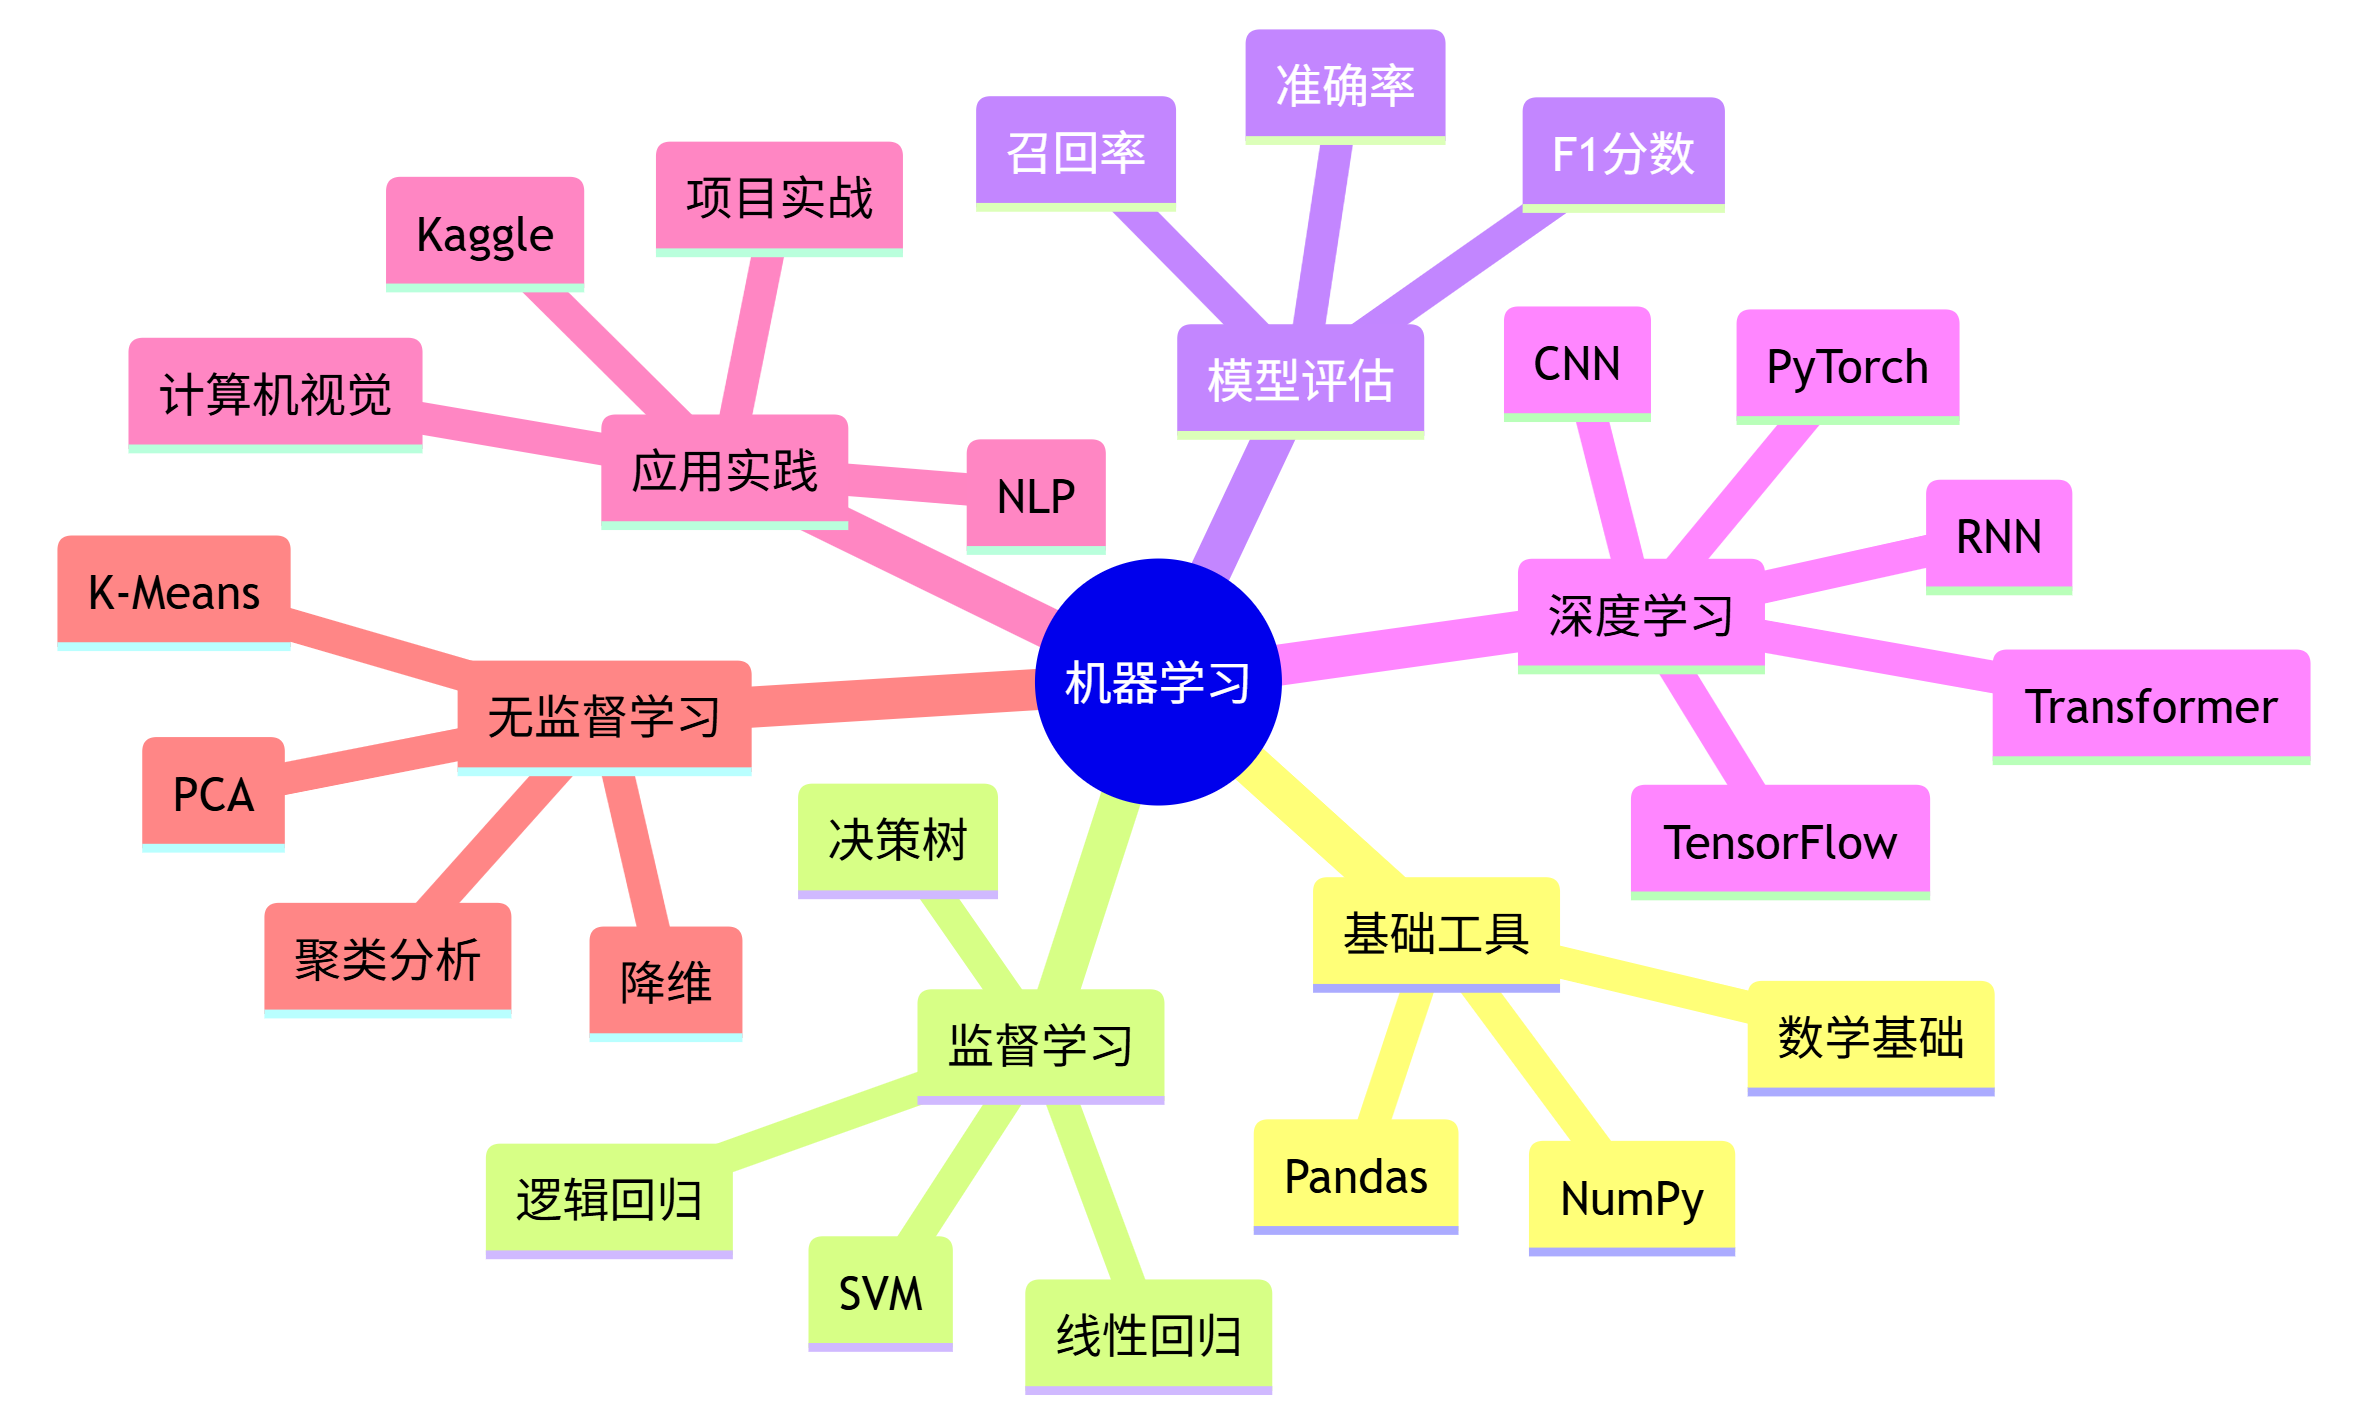 准确率
召回率
F1分数
项目实战
Kaggle
计算机视觉
模型评估
CNN
PyTorch
应用实践
NLP
RNN
K-Means
深度学习
机器学习
无监督学习
Transformer
PCA
决策树
TensorFlow
基础工具
聚类分析
降维
监督学习
数学基础
Pandas
逻辑回归
NumPy
SVM
线性回归